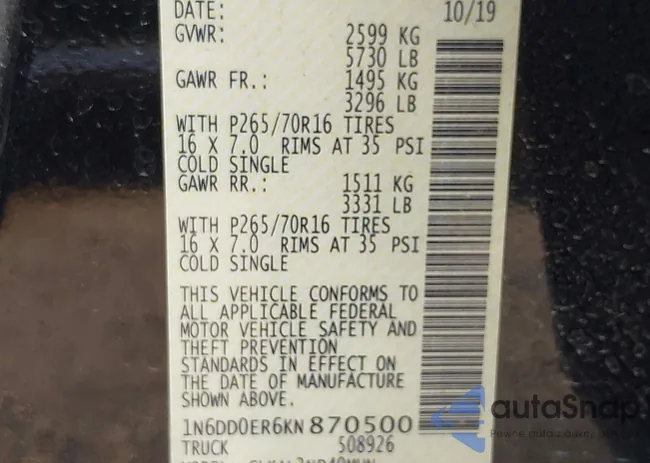 DATE: 10/19
GVWR: 2599 KG
5730 LB
GAWR FR.: 1495 KG
3296 LB
WITH P265/70R16 TIRES
16 X 7.0 RIMS AT 35 PSI
COLD SINGLE
GAWR RR.: 1511 KG
3331 LB
WITH P265/70R16 TIRES
16 X 7.0 RIMS AT 35 PSI
COLD SINGLE
THIS VEHICLE CONFORMS TO
ALL APPLICABLE FEDERAL
MOTOR VEHICLE SAFETY AND
THEFT PREVENTION
STANDARDS IN EFFECT ON
THE DATE OF MANUFACTURE
SHOWN ABOVE.
1N6DD0ER6KN 870500
TRUCK 508926
autoSnap